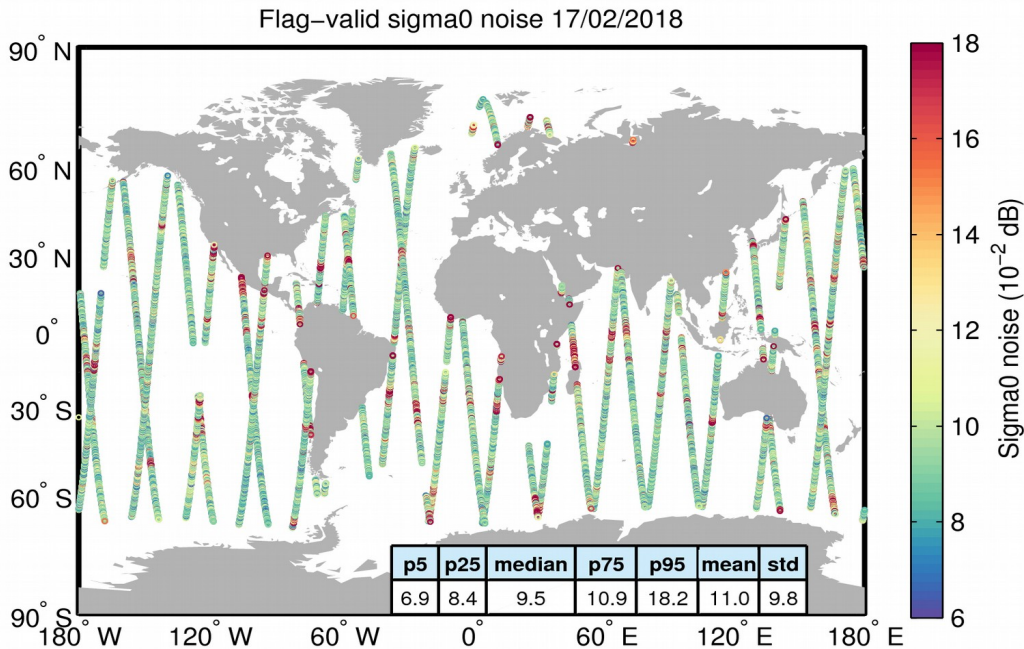 Flag−valid sigma0 noise 17/02/2018
90° N
60° N
30° N
0°
30° S
60° S
90° S
180° W 120° W 60° W 0° 60° E 120° E 180° E
p5 p25 median p75 p95 mean std
6.9 8.4 9.5 10.9 18.2 11.0 9.8
18
16
14
12
10
8
6
Sigma0 noise (10⁻² dB)